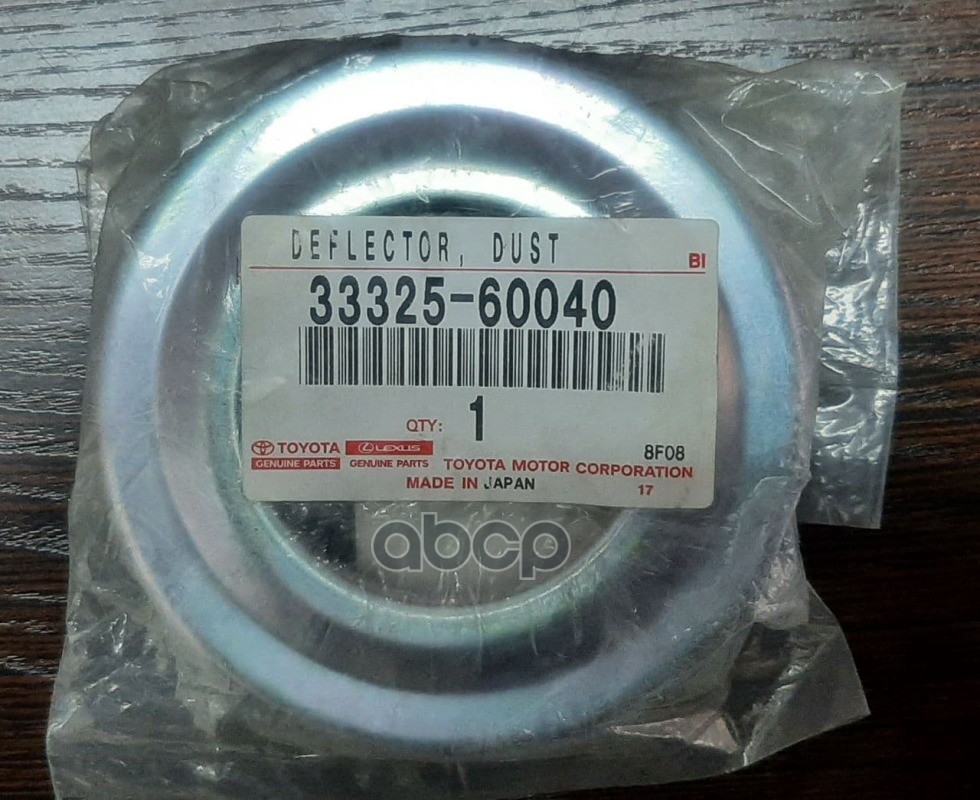 DEFLECTOR, DUST
BI
33325-60040
QTY: 1
TOYOTA LEXUS 8F08
GENUINE PARTS GENUINE PARTS TOYOTA MOTOR CORPORATION
MADE IN JAPAN 17
abcp